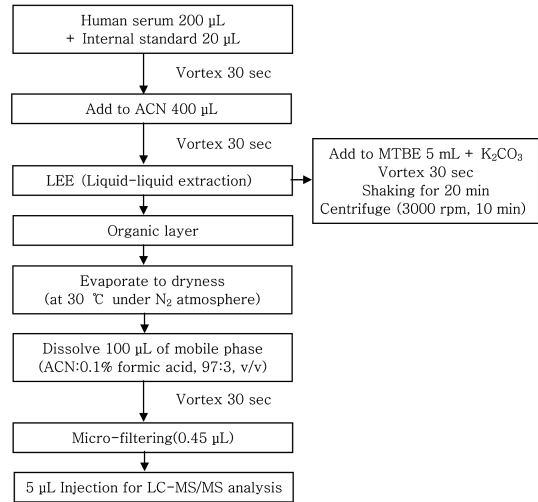 Human serum 200 μL
+ Internal standard 20 μL
Vortex 30 sec
Add to ACN 400 μL
Vortex 30 sec
LEE (Liquid-liquid extraction)
Add to MTBE 5 mL + K₂CO₃
Vortex 30 sec
Shaking for 20 min
Centrifuge (3000 rpm, 10 min)
Organic layer
Evaporate to dryness
(at 30 ℃ under N₂ atmosphere)
Dissolve 100 μL of mobile phase
(ACN:0.1% formic acid, 97:3, v/v)
Vortex 30 sec
Micro-filtering(0.45 μL)
5 μL Injection for LC-MS/MS analysis